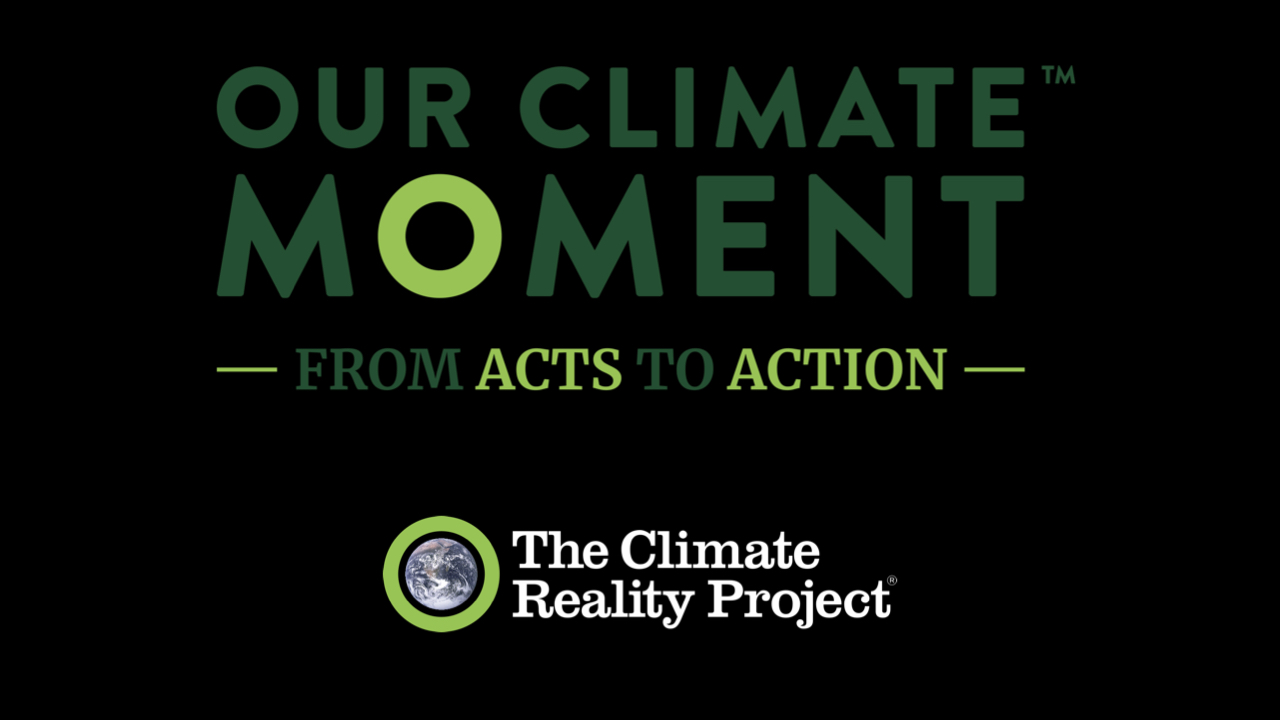 OUR CLIMATE™
MOMENT
— FROM ACTS TO ACTION —
The Climate
Reality Project®